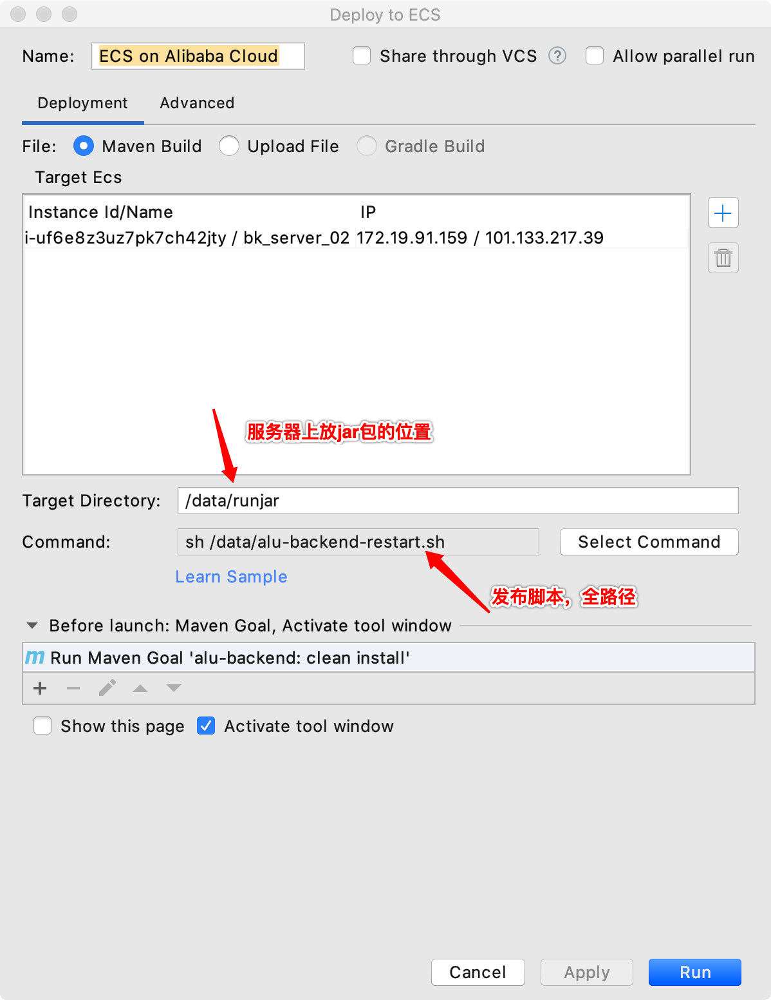 Deploy to ECS
Name: ECS on Alibaba Cloud Share through VCS ? Allow parallel run
Deployment Advanced
File: Maven Build Upload File Gradle Build
Target Ecs
Instance Id/Name IP
i-uf6e8z3uz7pk7ch42jty / bk_server_02 172.19.91.159 / 101.133.217.39
服务器上放jar包的位置
Target Directory: /data/runjar
Command: sh /data/alu-backend-restart.sh Select Command
Learn Sample
发布脚本，全路径
Before launch: Maven Goal, Activate tool window
m Run Maven Goal 'alu-backend: clean install'
Show this page Activate tool window
Cancel Apply Run